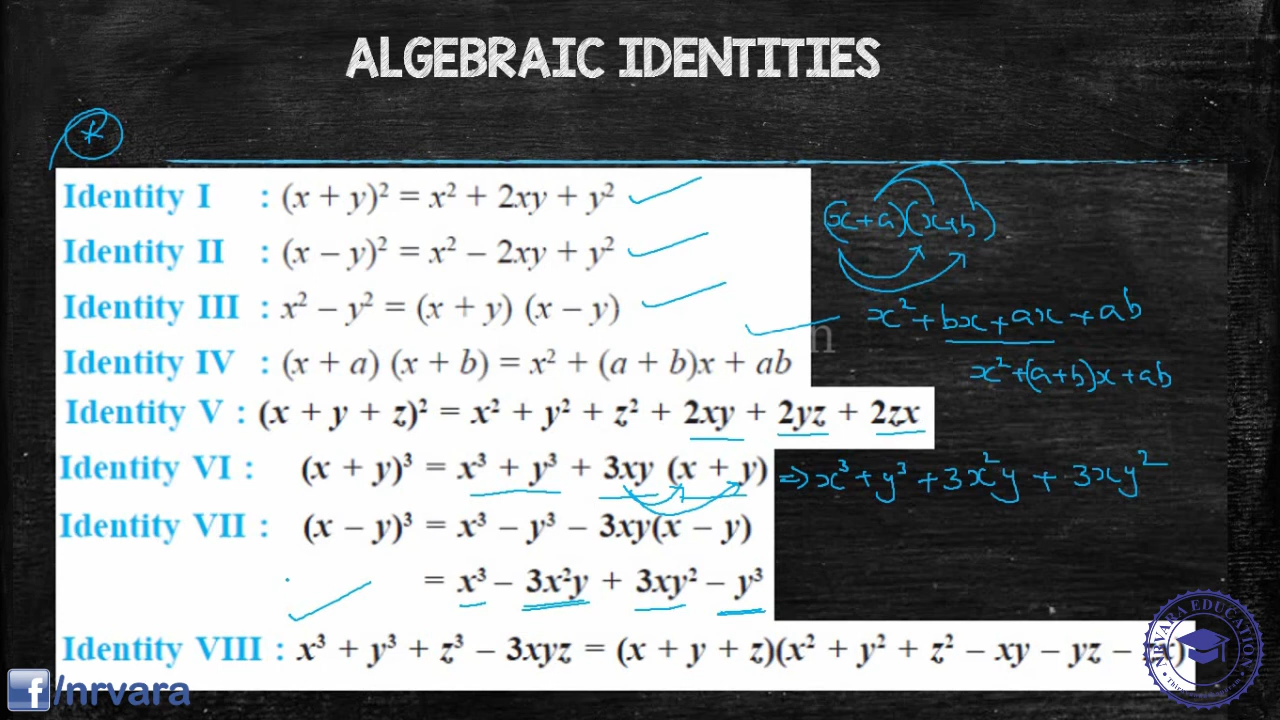 ALGEBRAIC IDENTITIES
Identity I : (x + y)² = x² + 2xy + y²
(x+a)(x+b)
Identity II : (x − y)² = x² − 2xy + y²
Identity III : x² − y² = (x + y) (x − y)
x²+bx+ax+ab
n
Identity IV : (x + a) (x + b) = x² + (a + b)x + ab
x²+(a+b)x+ab
Identity V : (x + y + z)² = x² + y² + z² + 2xy + 2yz + 2zx
Identity VI : (x + y)³ = x³ + y³ + 3xy (x + y)
⇒x³+y³+3x²y+3xy²
Identity VII : (x − y)³ = x³ − y³ − 3xy(x − y)
= x³ − 3x²y + 3xy² − y³
Identity VIII : x³ + y³ + z³ − 3xyz = (x + y + z)(x² + y² + z² − xy − yz − x)
NRVARA EDUCATION
f/nrvara